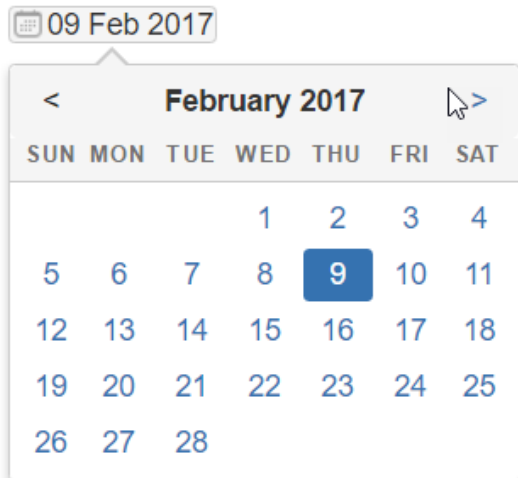 09 Feb 2017
< February 2017 >
SUN MON TUE WED THU FRI SAT
1 2 3 4
5 6 7 8 9 10 11
12 13 14 15 16 17 18
19 20 21 22 23 24 25
26 27 28